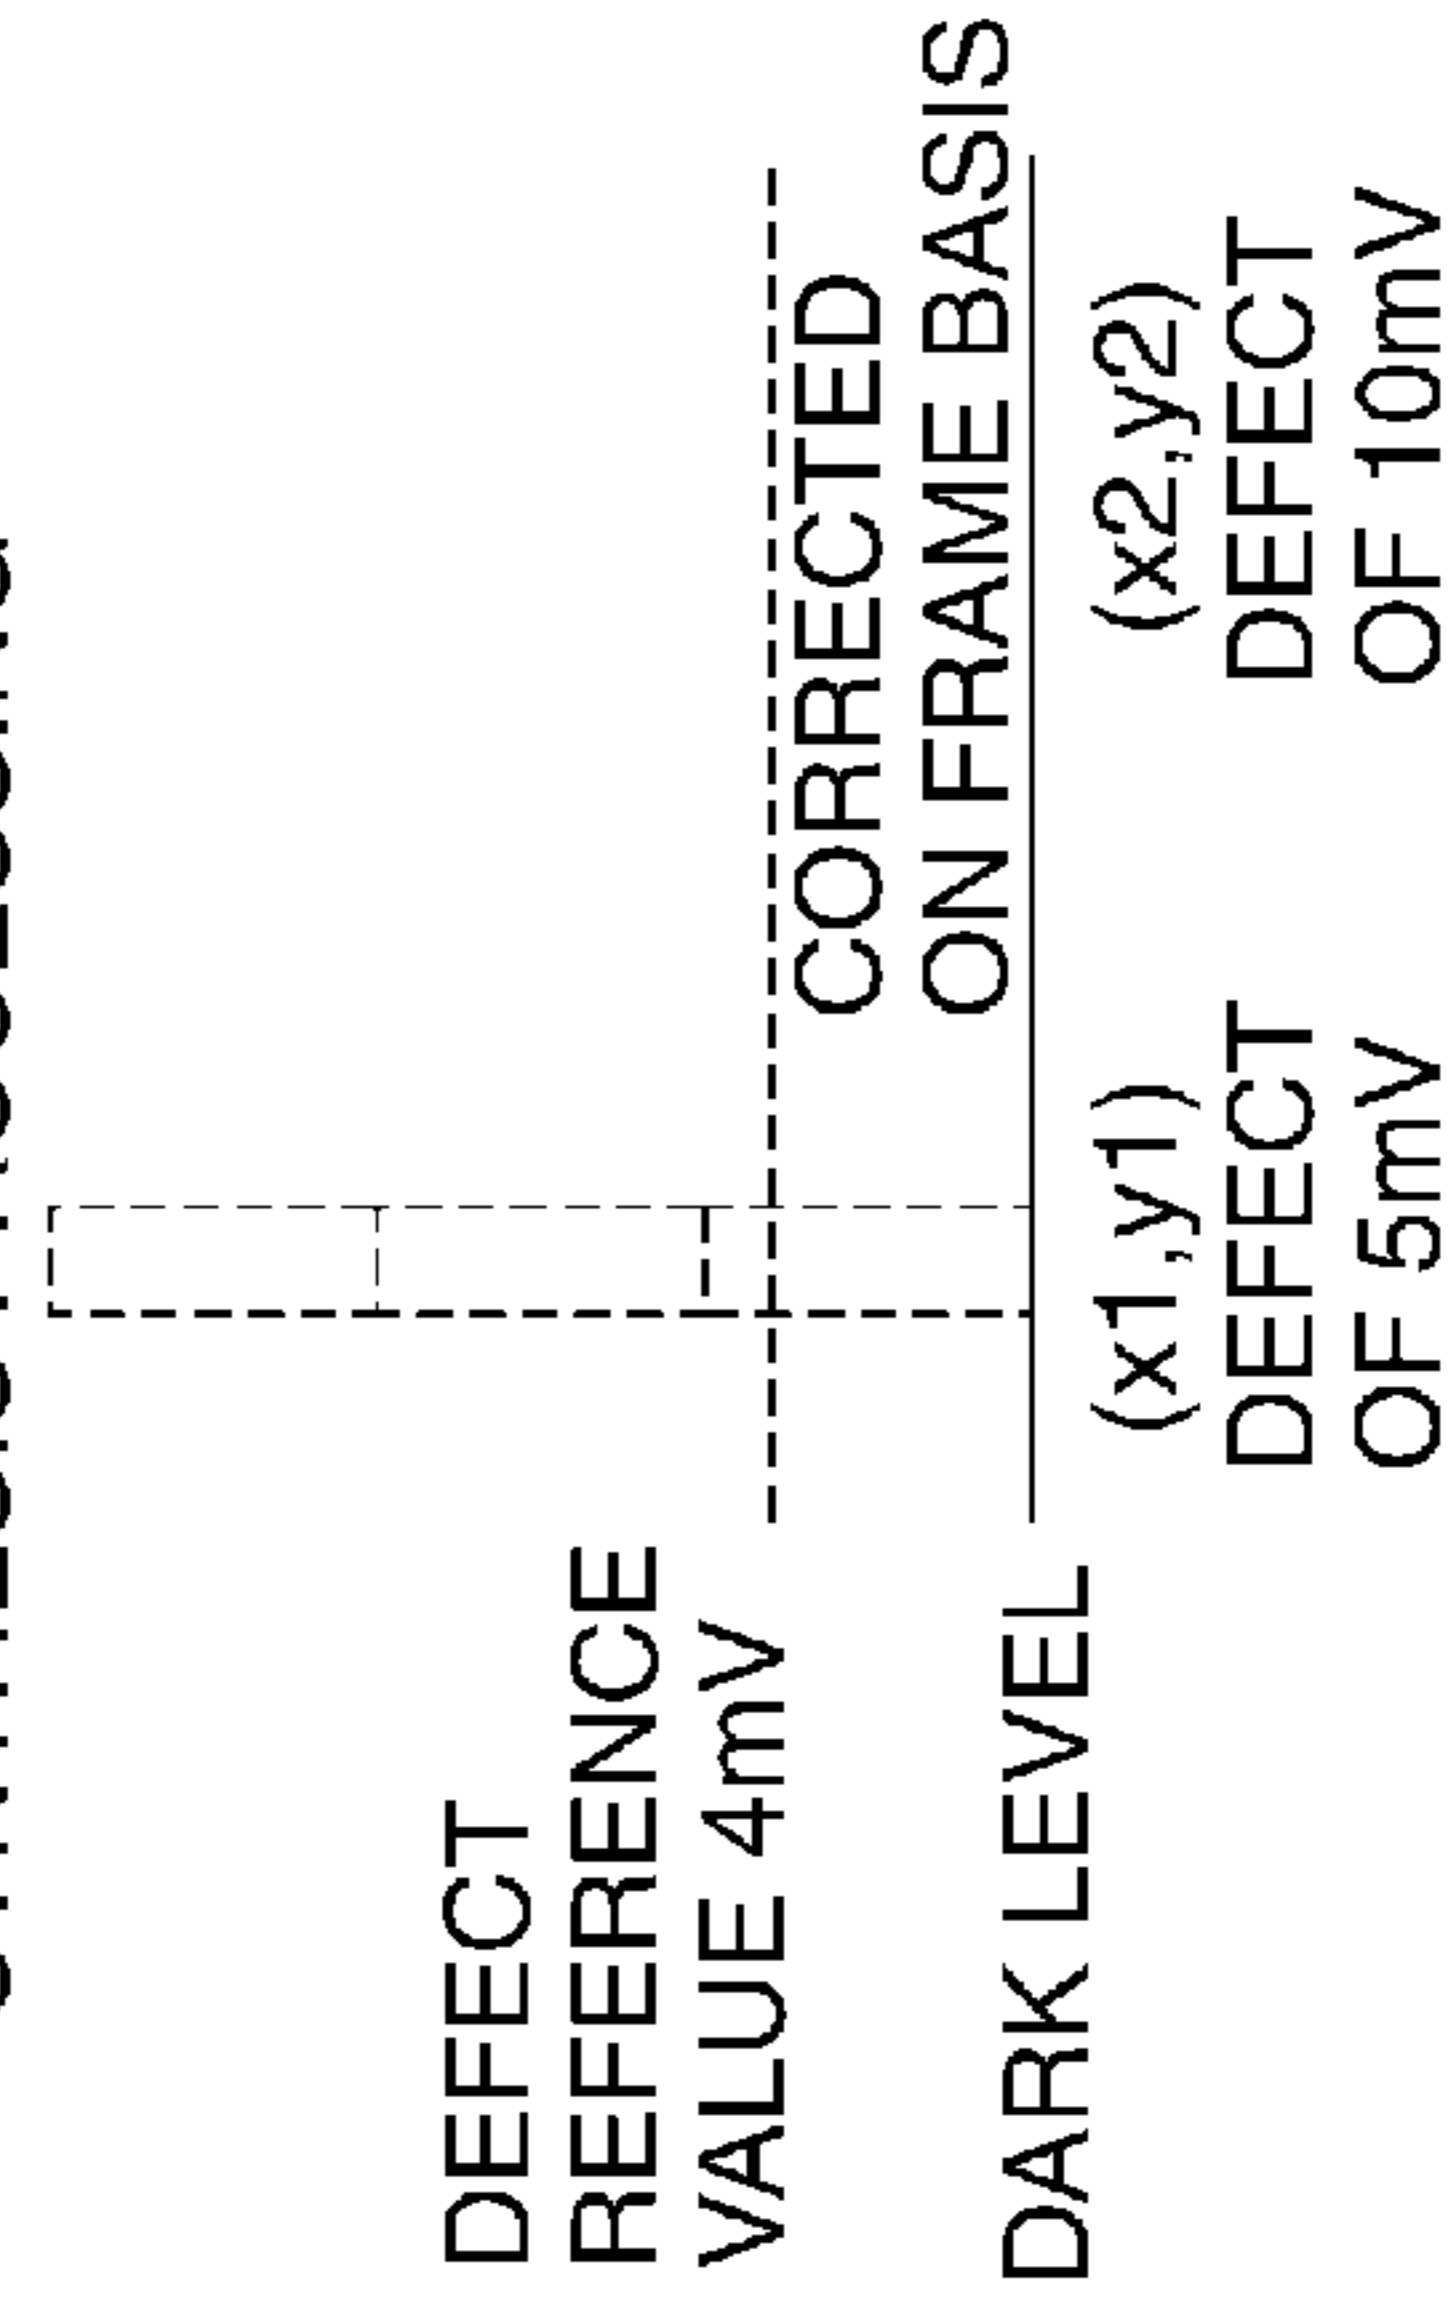 DEFECT
REFERENCE
VALUE 4mV
CORRECTED
ON FRAME BASIS
DARK LEVEL
(x1,y1)
DEFECT
OF 5mV
(x2,y2)
DEFECT
OF 10mV